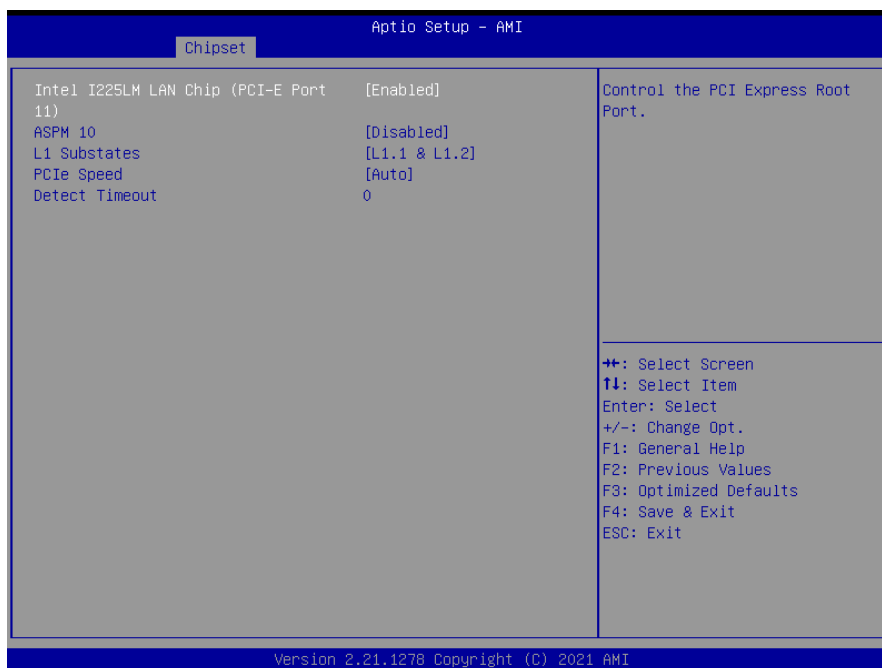 Aptio Setup – AMI
Chipset
Intel I225LM LAN Chip (PCI-E Port [Enabled]
11)
ASPM 10 [Disabled]
L1 Substates [L1.1 & L1.2]
PCIe Speed [Auto]
Detect Timeout 0
Control the PCI Express Root
Port.
→←: Select Screen
↑↓: Select Item
Enter: Select
+/-: Change Opt.
F1: General Help
F2: Previous Values
F3: Optimized Defaults
F4: Save & Exit
ESC: Exit
Version 2.21.1278 Copyright (C) 2021 AMI